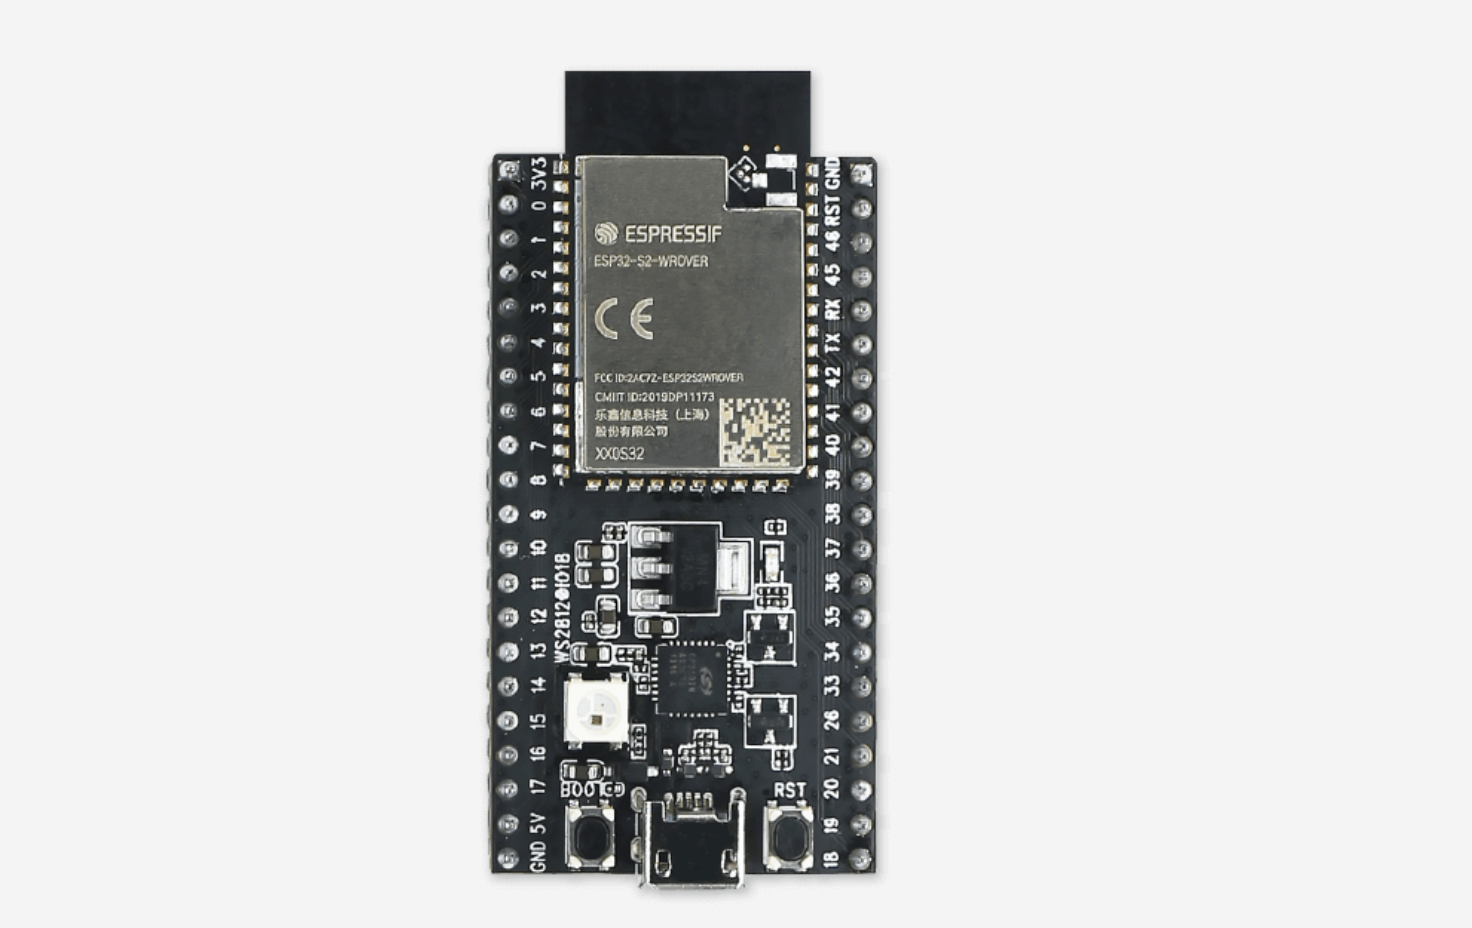 3V3
0
1
2
3
4
5
6
7
8
9
10
11
12
13
14
15
16
17
5V
GND
ESPRESSIF
ESP32-S2-WROVER
CE
FCC ID:2AC7Z-ESP32S2WROVER
CMIIT ID:2019DP11173
乐鑫信息科技（上海）
股份有限公司
XX0S32
WS2812@IO18
BOOT
RST
GND
RST
46
45
RX
TX
42
41
40
39
38
37
36
35
34
33
26
21
20
19
18